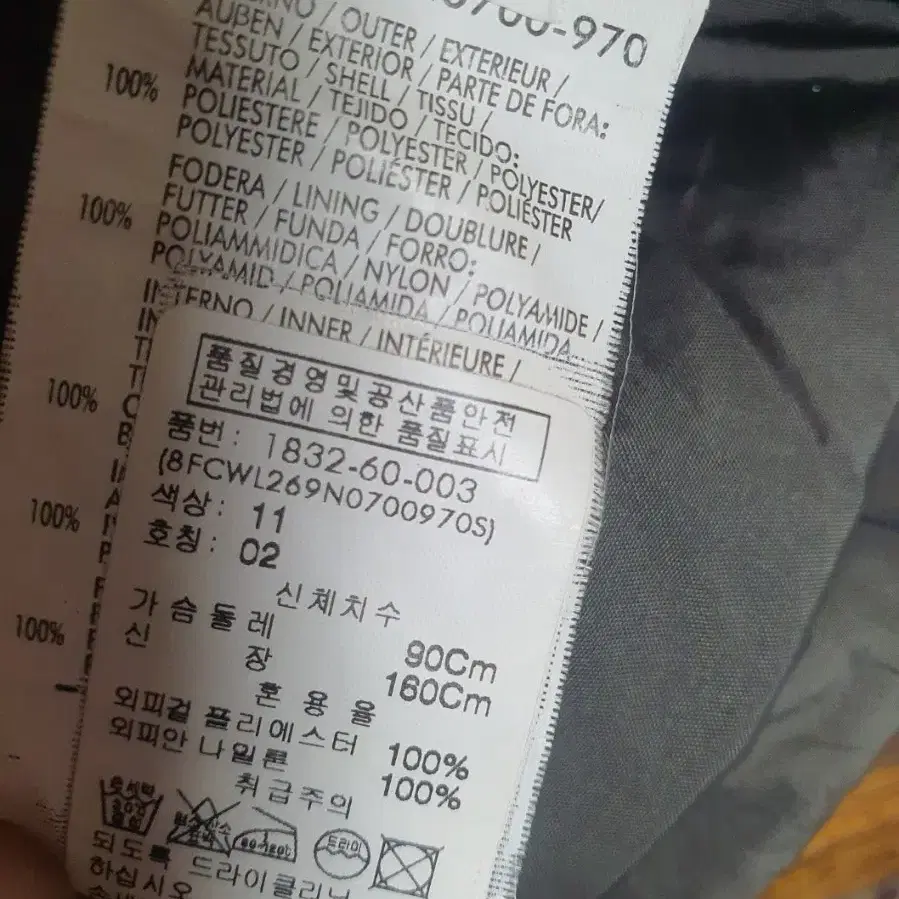 00-970
/ OUTER / EXTERIEUR /
AUBEN / EXTERIOR / PARTE DE FORA:
TESSUTO / SHELL / TISSU /
100% MATERIAL / TEJIDO / TECIDO:
POLIESTERE / POLYESTER / POLYESTER/
POLYESTER / POLIÉSTER / POLIÉSTER
FODERA / LINING / DOUBLURE /
100% FUTTER / FUNDA / FORRO:
POLIAMMIDICA / NYLON / POLYAMIDE /
POLYAMID / POLIAMIDA / POLIAMIDA
INTERNO / INNER / INTÉRIEURE /
100%
100%
100%
품질경영및공산품안전
관리법에 의한 품질표시
품번: 1832-60-003
(8FCWL269N0700970S)
색상: 11
호칭: 02
신체치수
가슴둘레 90Cm
신장 160Cm
혼용율
외피겉 폴리에스터 100%
외피안 나일론 100%
취급주의
드라이
되도록 드라이클리닝
하십시오